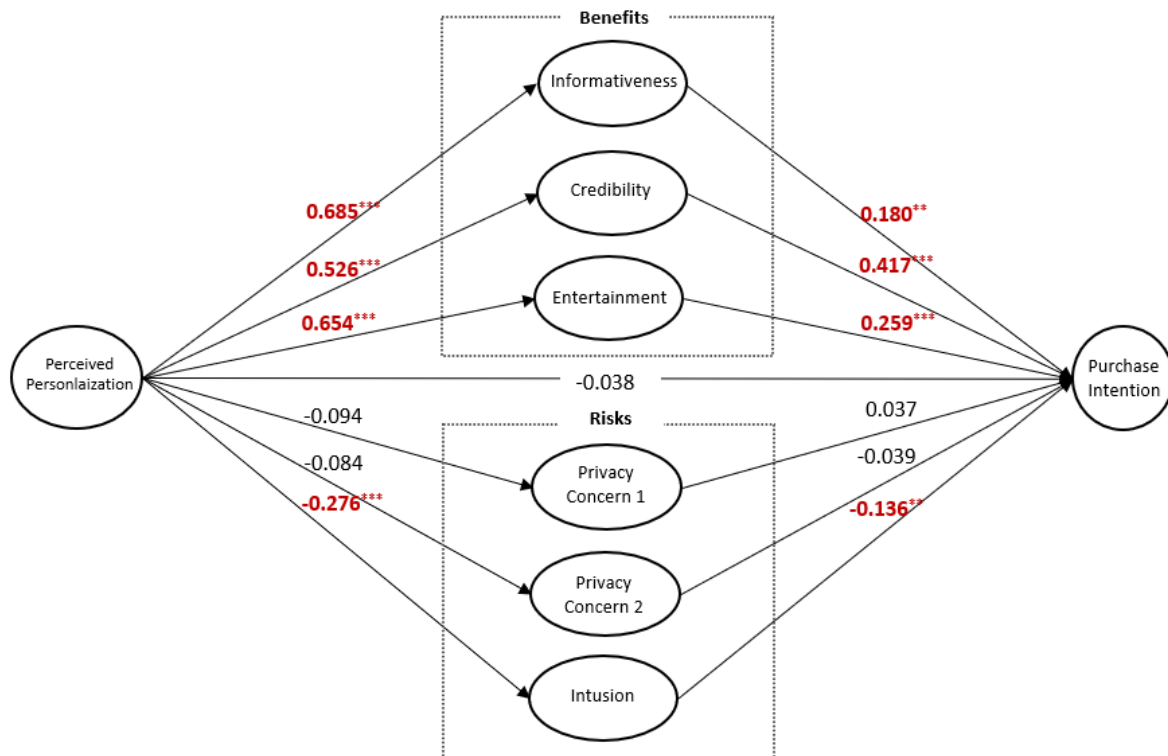 Benefits
Informativeness
Credibility
0.685***
0.180**
0.526***
0.417***
Entertainment
0.654***
0.259***
Perceived
Personlaization
-0.038
Purchase
Intention
-0.094
Risks
0.037
-0.084
Privacy
Concern 1
-0.039
-0.276***
-0.136**
Privacy
Concern 2
Intusion